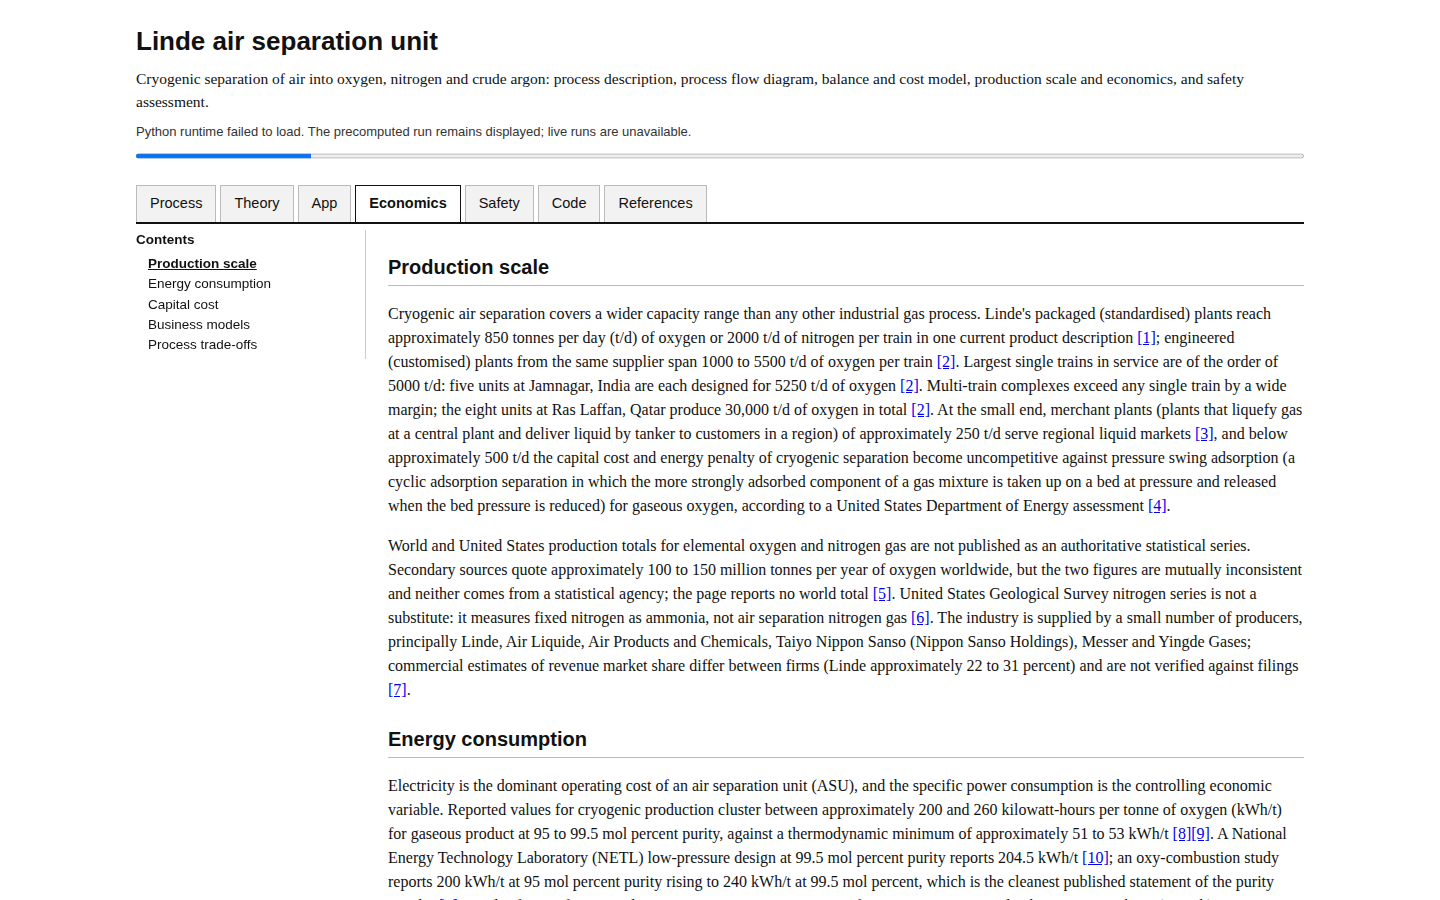 Linde air separation unit
Cryogenic separation of air into oxygen, nitrogen and crude argon: process description, process flow diagram, balance and cost model, production scale and economics, and safety
assessment.
Python runtime failed to load. The precomputed run remains displayed; live runs are unavailable.
Process Theory App Economics Safety Code References
Contents
Production scale
Energy consumption
Capital cost
Business models
Process trade-offs
Production scale
Cryogenic air separation covers a wider capacity range than any other industrial gas process. Linde's packaged (standardised) plants reach
approximately 850 tonnes per day (t/d) of oxygen or 2000 t/d of nitrogen per train in one current product description [1]; engineered
(customised) plants from the same supplier span 1000 to 5500 t/d of oxygen per train [2]. Largest single trains in service are of the order of
5000 t/d: five units at Jamnagar, India are each designed for 5250 t/d of oxygen [2]. Multi-train complexes exceed any single train by a wide
margin; the eight units at Ras Laffan, Qatar produce 30,000 t/d of oxygen in total [2]. At the small end, merchant plants (plants that liquefy gas
at a central plant and deliver liquid by tanker to customers in a region) of approximately 250 t/d serve regional liquid markets [3], and below
approximately 500 t/d the capital cost and energy penalty of cryogenic separation become uncompetitive against pressure swing adsorption (a
cyclic adsorption separation in which the more strongly adsorbed component of a gas mixture is taken up on a bed at pressure and released
when the bed pressure is reduced) for gaseous oxygen, according to a United States Department of Energy assessment [4].
World and United States production totals for elemental oxygen and nitrogen gas are not published as an authoritative statistical series.
Secondary sources quote approximately 100 to 150 million tonnes per year of oxygen worldwide, but the two figures are mutually inconsistent
and neither comes from a statistical agency; the page reports no world total [5]. United States Geological Survey nitrogen series is not a
substitute: it measures fixed nitrogen as ammonia, not air separation nitrogen gas [6]. The industry is supplied by a small number of producers,
principally Linde, Air Liquide, Air Products and Chemicals, Taiyo Nippon Sanso (Nippon Sanso Holdings), Messer and Yingde Gases;
commercial estimates of revenue market share differ between firms (Linde approximately 22 to 31 percent) and are not verified against filings
[7].
Energy consumption
Electricity is the dominant operating cost of an air separation unit (ASU), and the specific power consumption is the controlling economic
variable. Reported values for cryogenic production cluster between approximately 200 and 260 kilowatt-hours per tonne of oxygen (kWh/t)
for gaseous product at 95 to 99.5 mol percent purity, against a thermodynamic minimum of approximately 51 to 53 kWh/t [8][9]. A National
Energy Technology Laboratory (NETL) low-pressure design at 99.5 mol percent purity reports 204.5 kWh/t [10]; an oxy-combustion study
reports 200 kWh/t at 95 mol percent purity rising to 240 kWh/t at 99.5 mol percent, which is the cleanest published statement of the purity